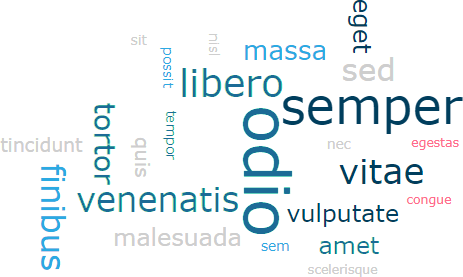 eget
sit
nisl
massa
possit
libero
sed
semper
odio
tortor
tempor
tincidunt
quis
nec
egestas
finibus
vitae
venenatis
congue
vulputate
malesuada
sem
amet
scelerisque